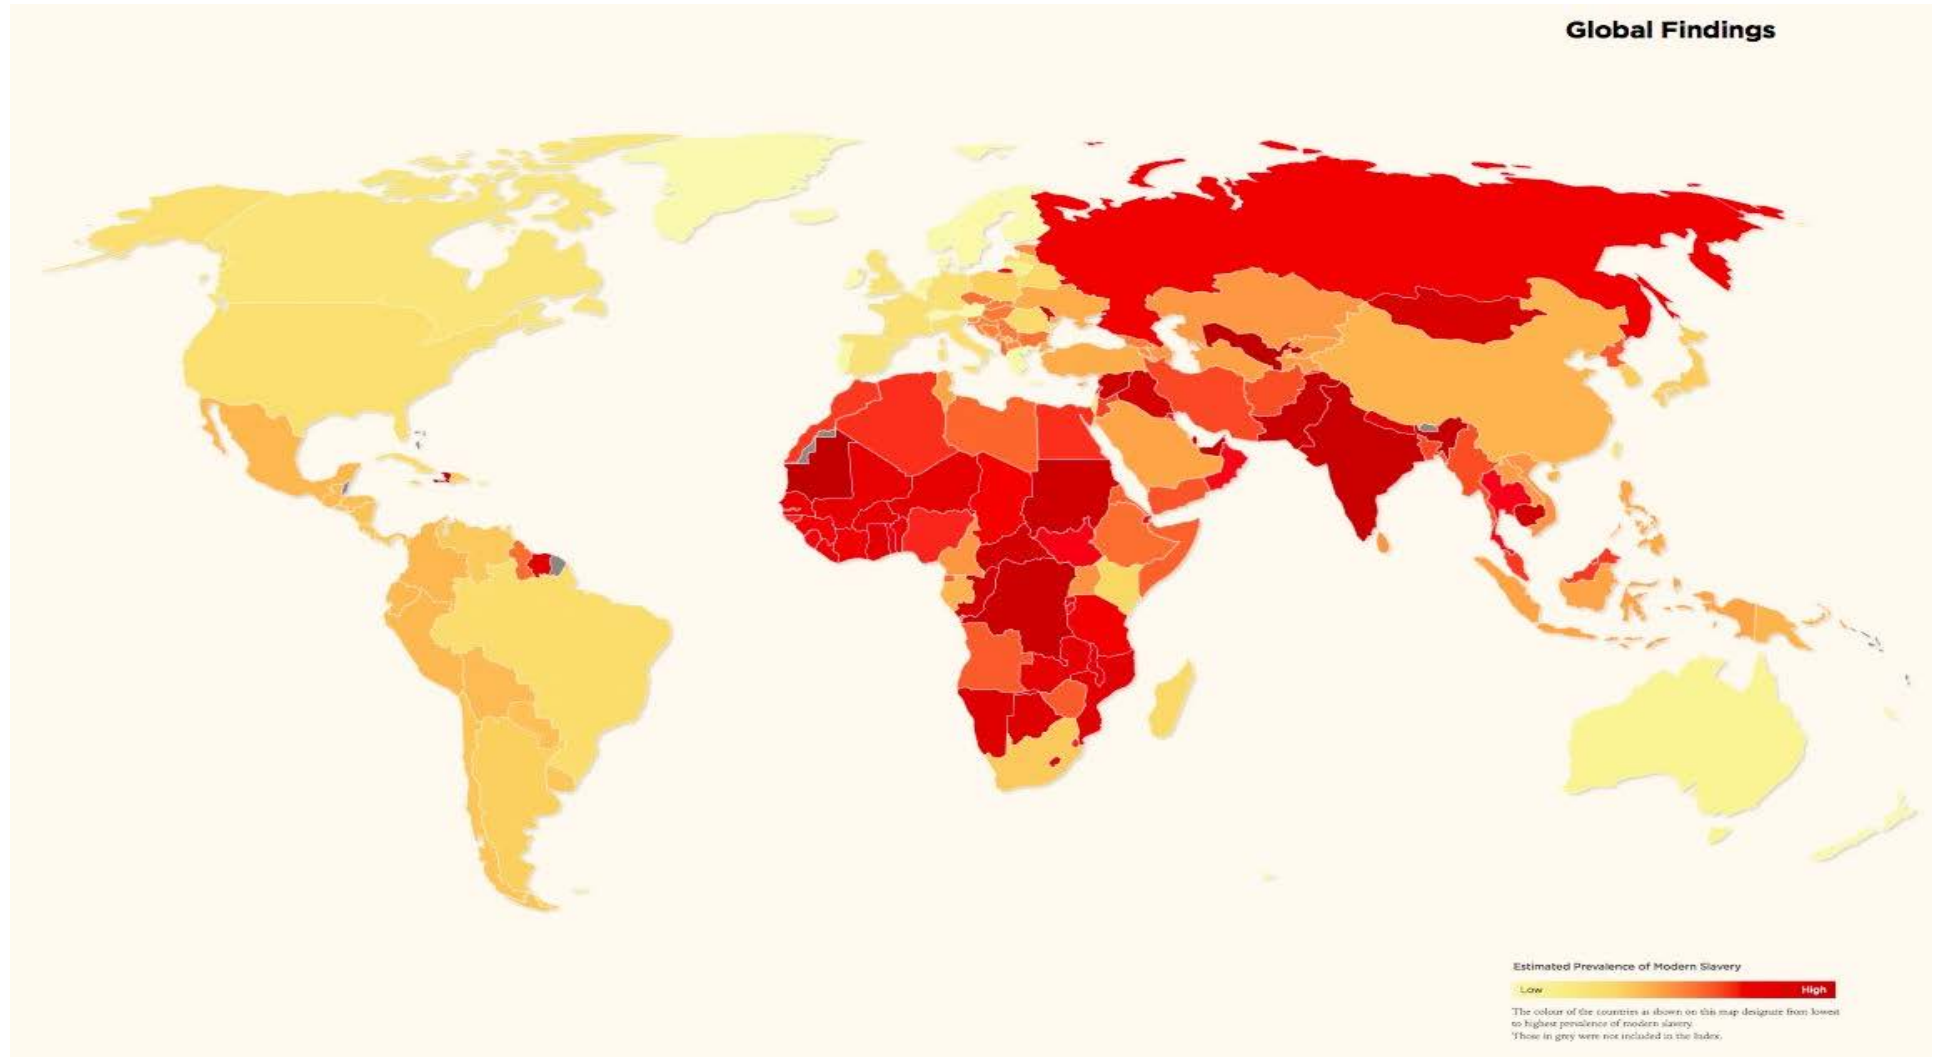 Global Findings
Estimated Prevalence of Modern Slavery
Low
High
The colour of the countries as shown on this map designate from lowest
to highest prevalence of modern slavery.
Those in grey were not included in the Index.